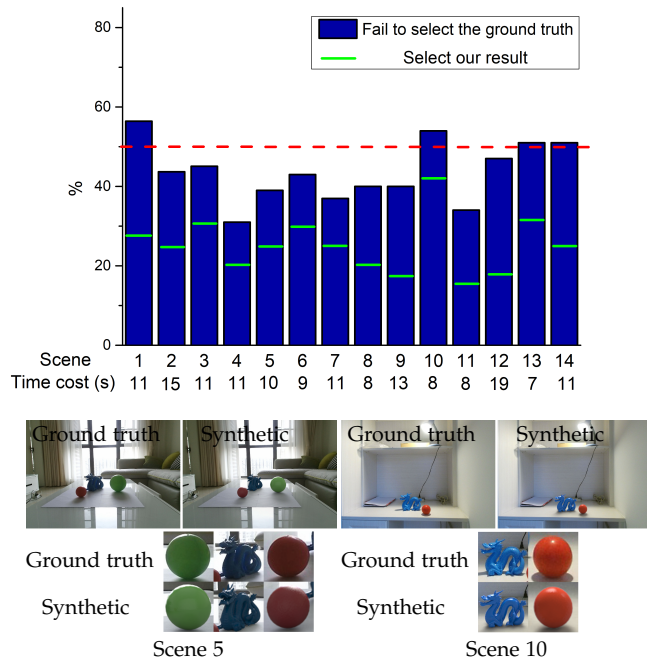 80
60
40
20
0
%
Fail to select the ground truth
Select our result
Scene 1 2 3 4 5 6 7 8 9 10 11 12 13 14
Time cost (s) 11 15 11 11 10 9 11 8 13 8 8 19 7 11
Ground truth Synthetic Ground truth Synthetic
Ground truth Ground truth
Synthetic Synthetic
Scene 5 Scene 10